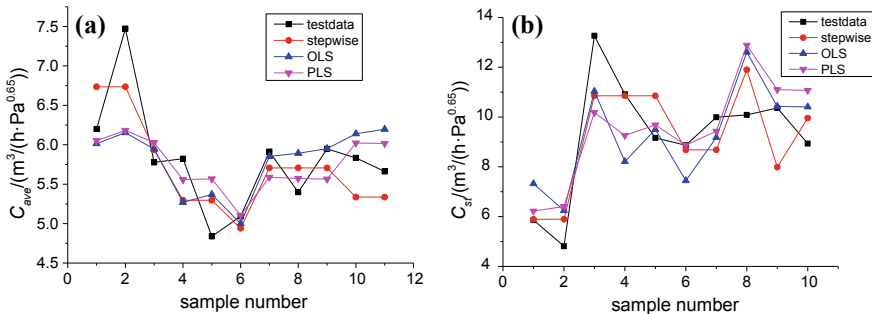 (a)
testdata
stepwise
OLS
PLS
7.5
7.0
6.5
6.0
5.5
5.0
4.5
0 2 4 6 8 10 12
sample number
C_ave/(m³/(h·Pa^0.65))
(b)
testdata
stepwise
OLS
PLS
14
12
10
8
6
4
0 2 4 6 8 10
sample number
C_st/(m³/(h·Pa^0.65))